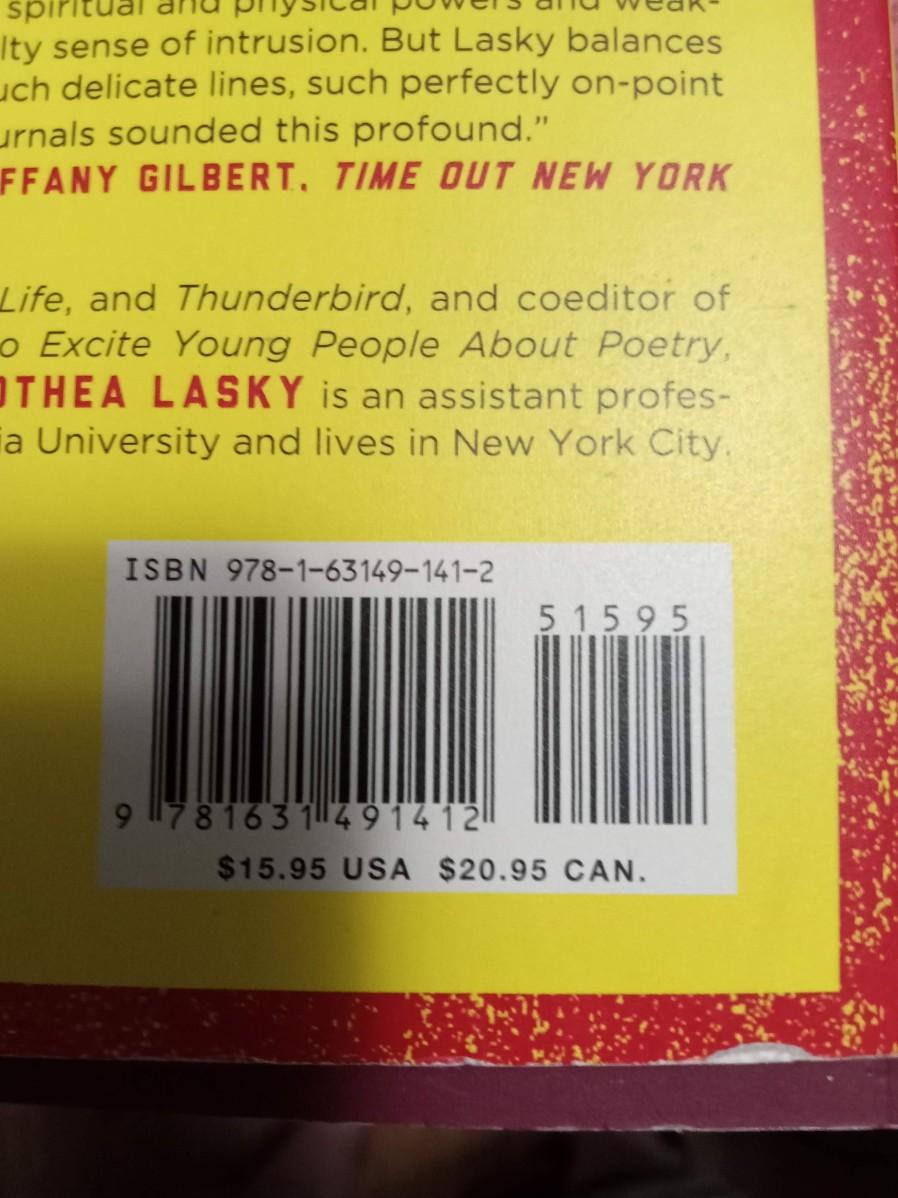 spiritual and physical powers and weak-
lty sense of intrusion. But Lasky balances
uch delicate lines, such perfectly on-point
urnals sounded this profound.”
FFANY GILBERT, TIME OUT NEW YORK
Life, and Thunderbird, and coeditor of
o Excite Young People About Poetry,
OTHEA LASKY is an assistant profes-
ia University and lives in New York City.
ISBN 978-1-63149-141-2
51595
9 781631 491412
$15.95 USA $20.95 CAN.